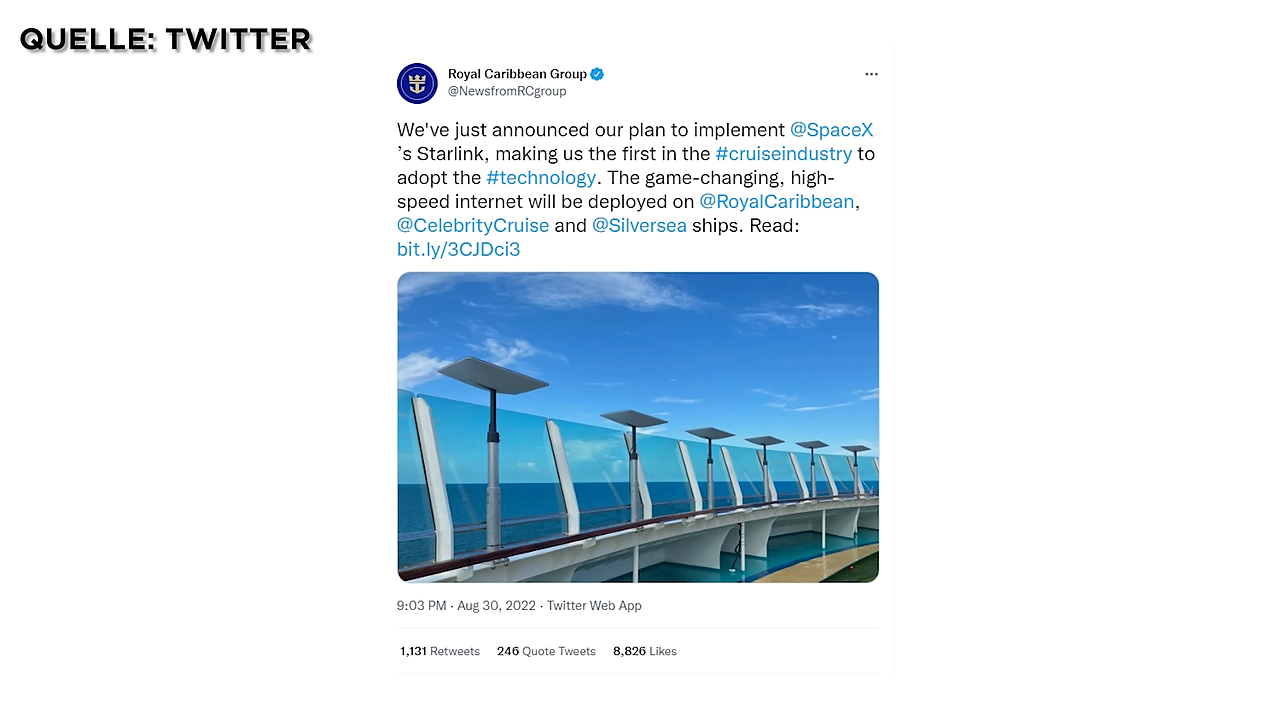 QUELLE: TWITTER
Royal Caribbean Group
@NewsfromRCgroup
We've just announced our plan to implement @SpaceX
’s Starlink, making us the first in the #cruiseindustry to
adopt the #technology. The game-changing, high-
speed internet will be deployed on @RoyalCaribbean,
@CelebrityCruise and @Silversea ships. Read:
bit.ly/3CJDci3
9:03 PM · Aug 30, 2022 · Twitter Web App
1,131 Retweets 246 Quote Tweets 8,826 Likes